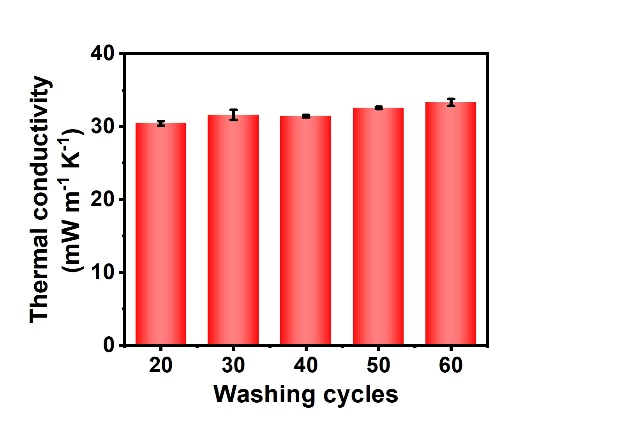 40
30
20
10
0
Thermal conductivity
(mW m⁻¹ K⁻¹)
20 30 40 50 60
Washing cycles